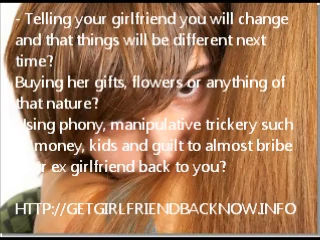 - Telling your girlfriend you will change
and that things will be different next
time?
Buying her gifts, flowers or anything of
that nature?
Using phony, manipulative trickery such
money, kids and guilt to almost bribe
ex girlfriend back to you?
HTTP://GETGIRLFRIENDBACKNOW.INFO